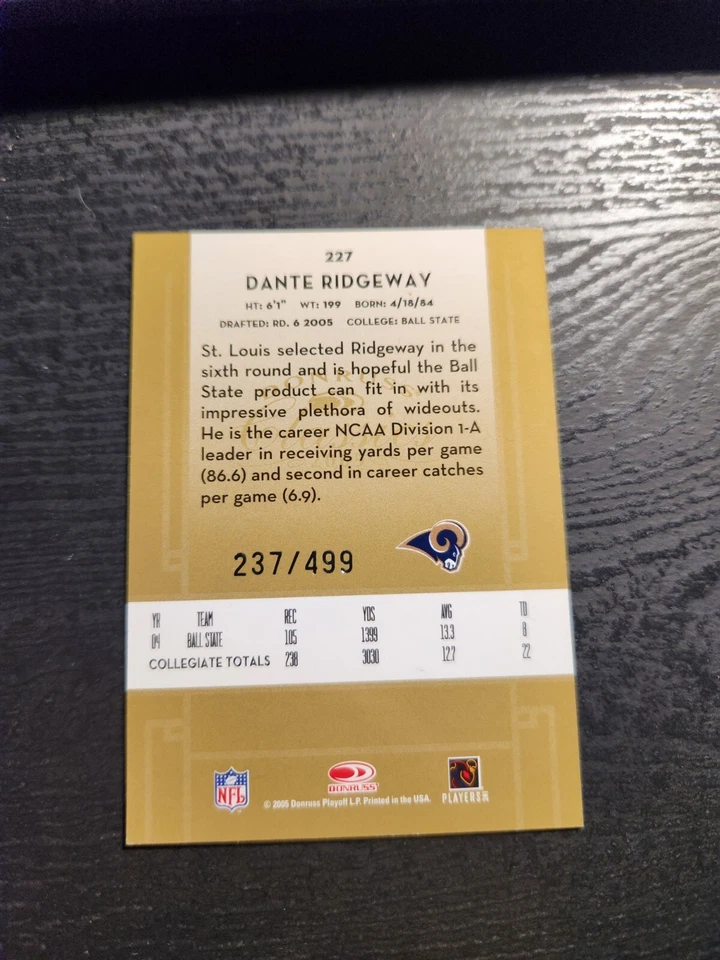 227
DANTE RIDGEWAY
HT: 6'1" WT: 199 BORN: 4/18/84
DRAFTED: RD. 6 2005 COLLEGE: BALL STATE
St. Louis selected Ridgeway in the
sixth round and is hopeful the Ball
State product can fit in with its
impressive plethora of wideouts.
He is the career NCAA Division 1-A
leader in receiving yards per game
(86.6) and second in career catches
per game (6.9).
237/499
YR TEAM REC YDS AVG TD
04 BALL STATE 105 1399 13.3 8
COLLEGIATE TOTALS 238 3030 12.7 22
NFL
DONRUSS
PLAYERS INC
© 2005 Donruss Playoff L.P. Printed in the USA.